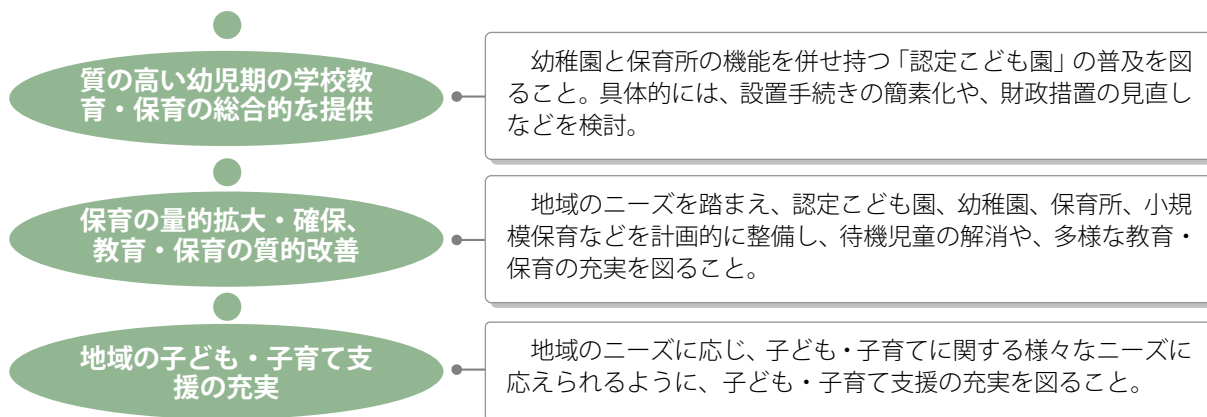 質の高い幼児期の学校教
育・保育の総合的な提供
幼稚園と保育所の機能を併せ持つ「認定こども園」の普及を図
ること。具体的には、設置手続きの簡素化や、財政措置の見直し
などを検討。
保育の量的拡大・確保、
教育・保育の質的改善
地域のニーズを踏まえ、認定こども園、幼稚園、保育所、小規
模保育などを計画的に整備し、待機児童の解消や、多様な教育・
保育の充実を図ること。
地域の子ども・子育て支
援の充実
地域のニーズに応じ、子ども・子育てに関する様々なニーズに
応えられるように、子ども・子育て支援の充実を図ること。